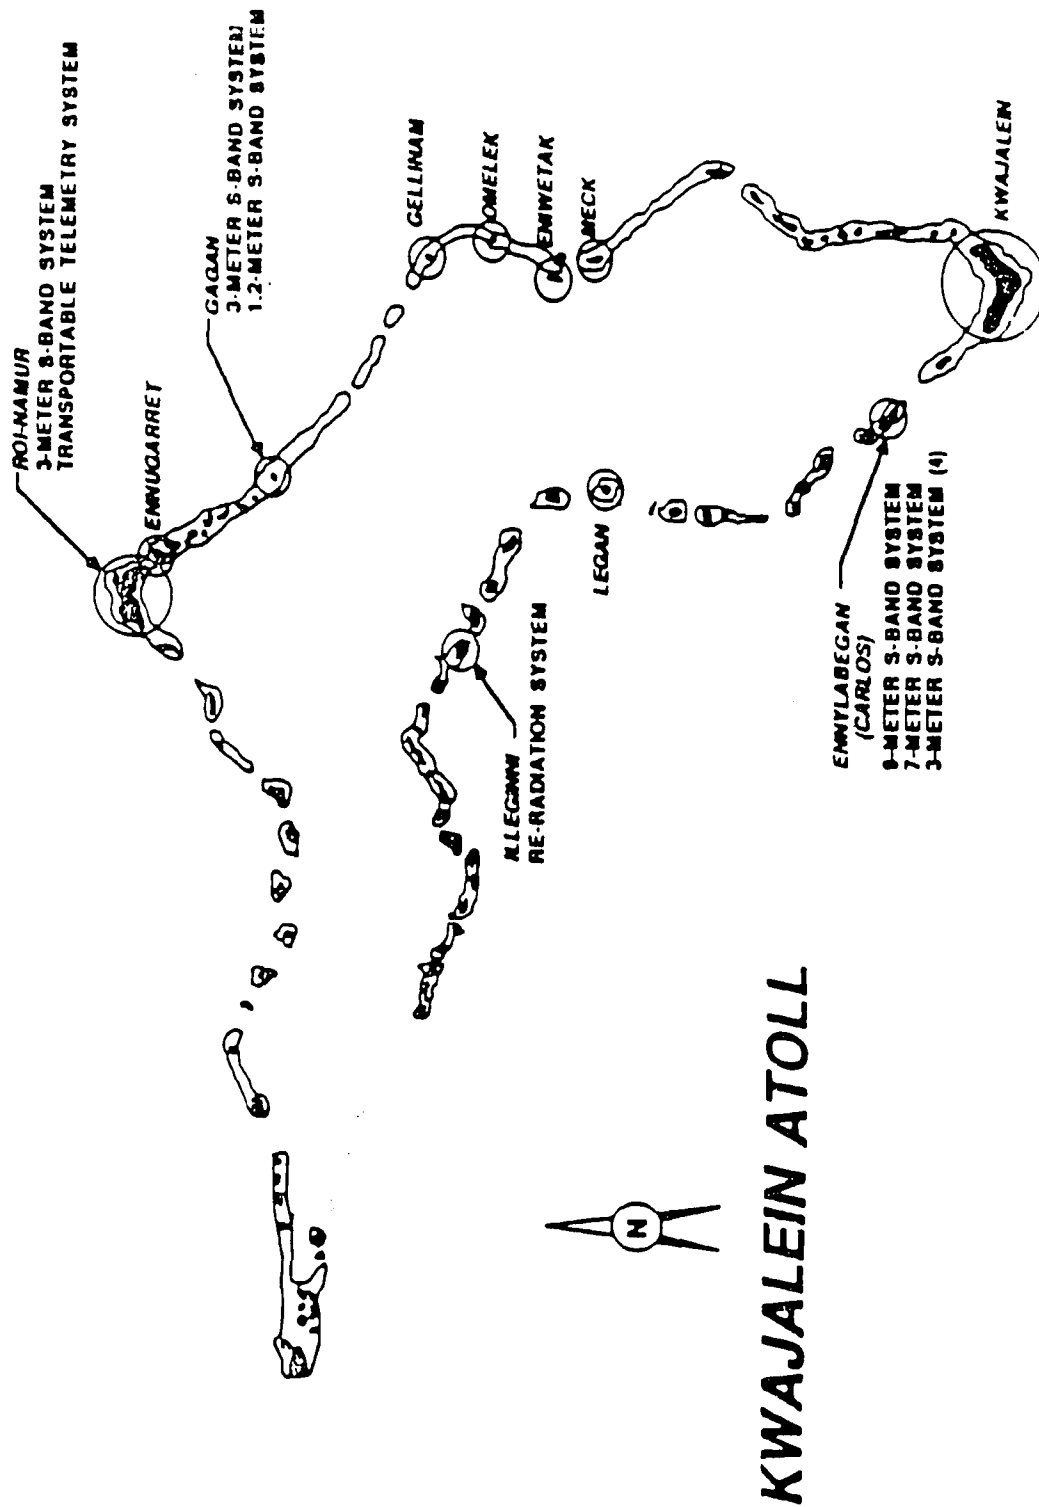 ROI-NAMUR
3-METER S-BAND SYSTEM
TRANSPORTABLE TELEMETRY SYSTEM
ENNUGARRET
GAGAN
3-METER S-BAND SYSTEM
1.2-METER S-BAND SYSTEM
GELLINAM
OMELEK
ENIWETAK
MECK
KWAJALEIN
LEGAN
ILLEGINNI
RE-RADIATION SYSTEM
ENNYLABEGAN
(CARLOS)
S-BAND SYSTEM
7-METER S-BAND SYSTEM
3-METER S-BAND SYSTEM (4)
N
KWAJALEIN ATOLL